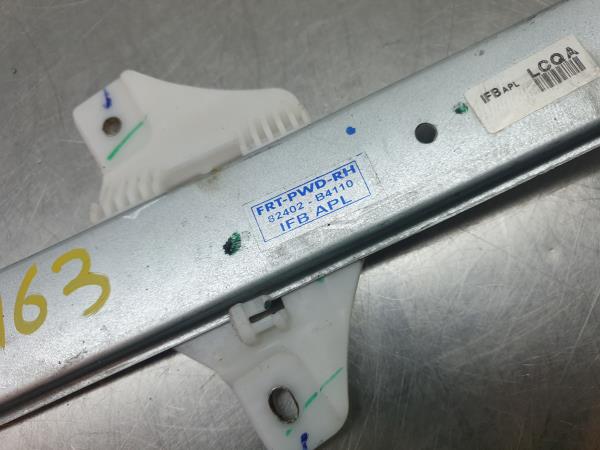 IFB APL LCQA
FRT-PWD-RH
82402 - B4110
IFB APL
163